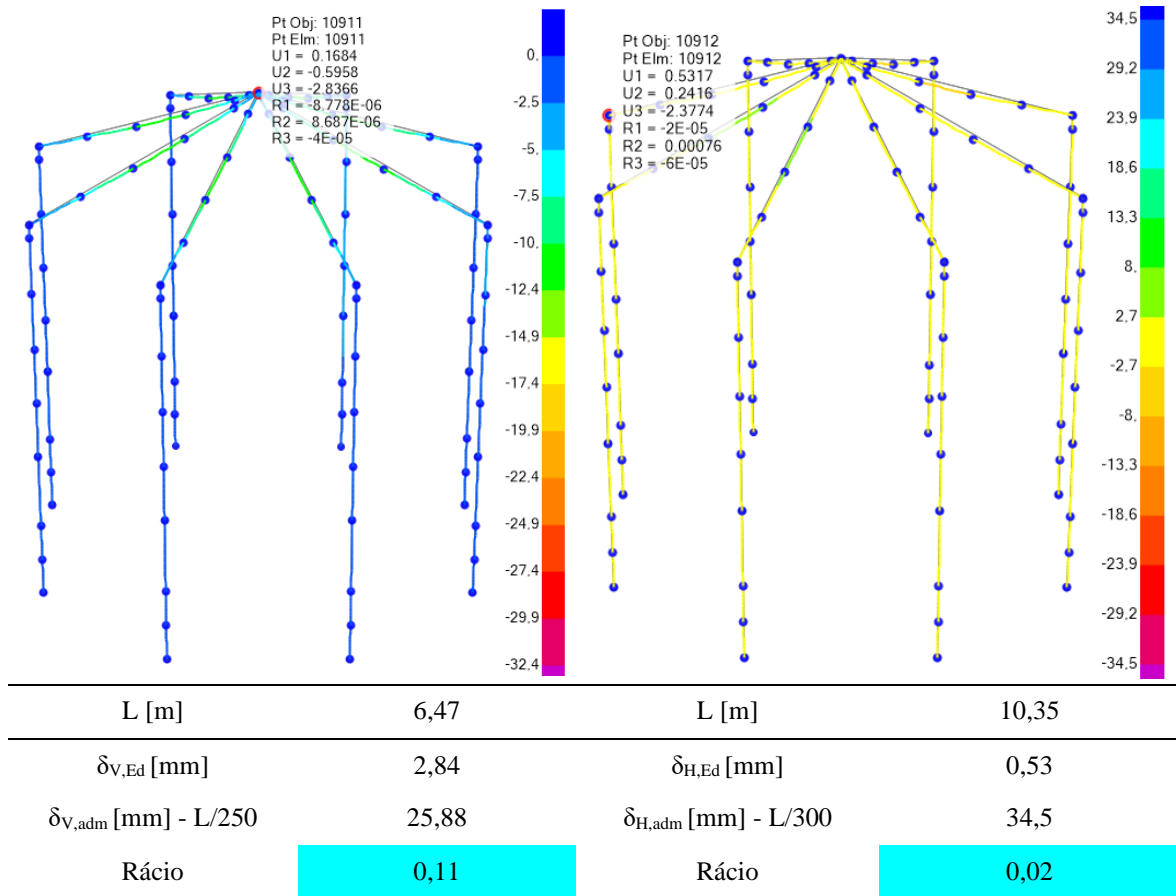 Pt Obj: 10911
Pt Elm: 10911
U1 = 0.1684
U2 = -0.5958
U3 = -2.8366
R1 = -8.778E-06
R2 = 8.687E-06
R3 = -4E-05
0.
-2.5
-5.
-7.5
-10.
-12.4
-14.9
-17.4
-19.9
-22.4
-24.9
-27.4
-29.9
-32.4
Pt Obj: 10912
Pt Elm: 10912
U1 = 0.5317
U2 = 0.2416
U3 = -2.3774
R1 = -2E-05
R2 = 0.00076
R3 = -6E-05
34.5
29.2
23.9
18.6
13.3
8.
2.7
-2.7
-8.
-13.3
-18.6
-23.9
-29.2
-34.5
L [m] 6,47 L [m] 10,35
δV,Ed [mm] 2,84 δH,Ed [mm] 0,53
δV,adm [mm] - L/250 25,88 δH,adm [mm] - L/300 34,5
Rácio 0,11 Rácio 0,02